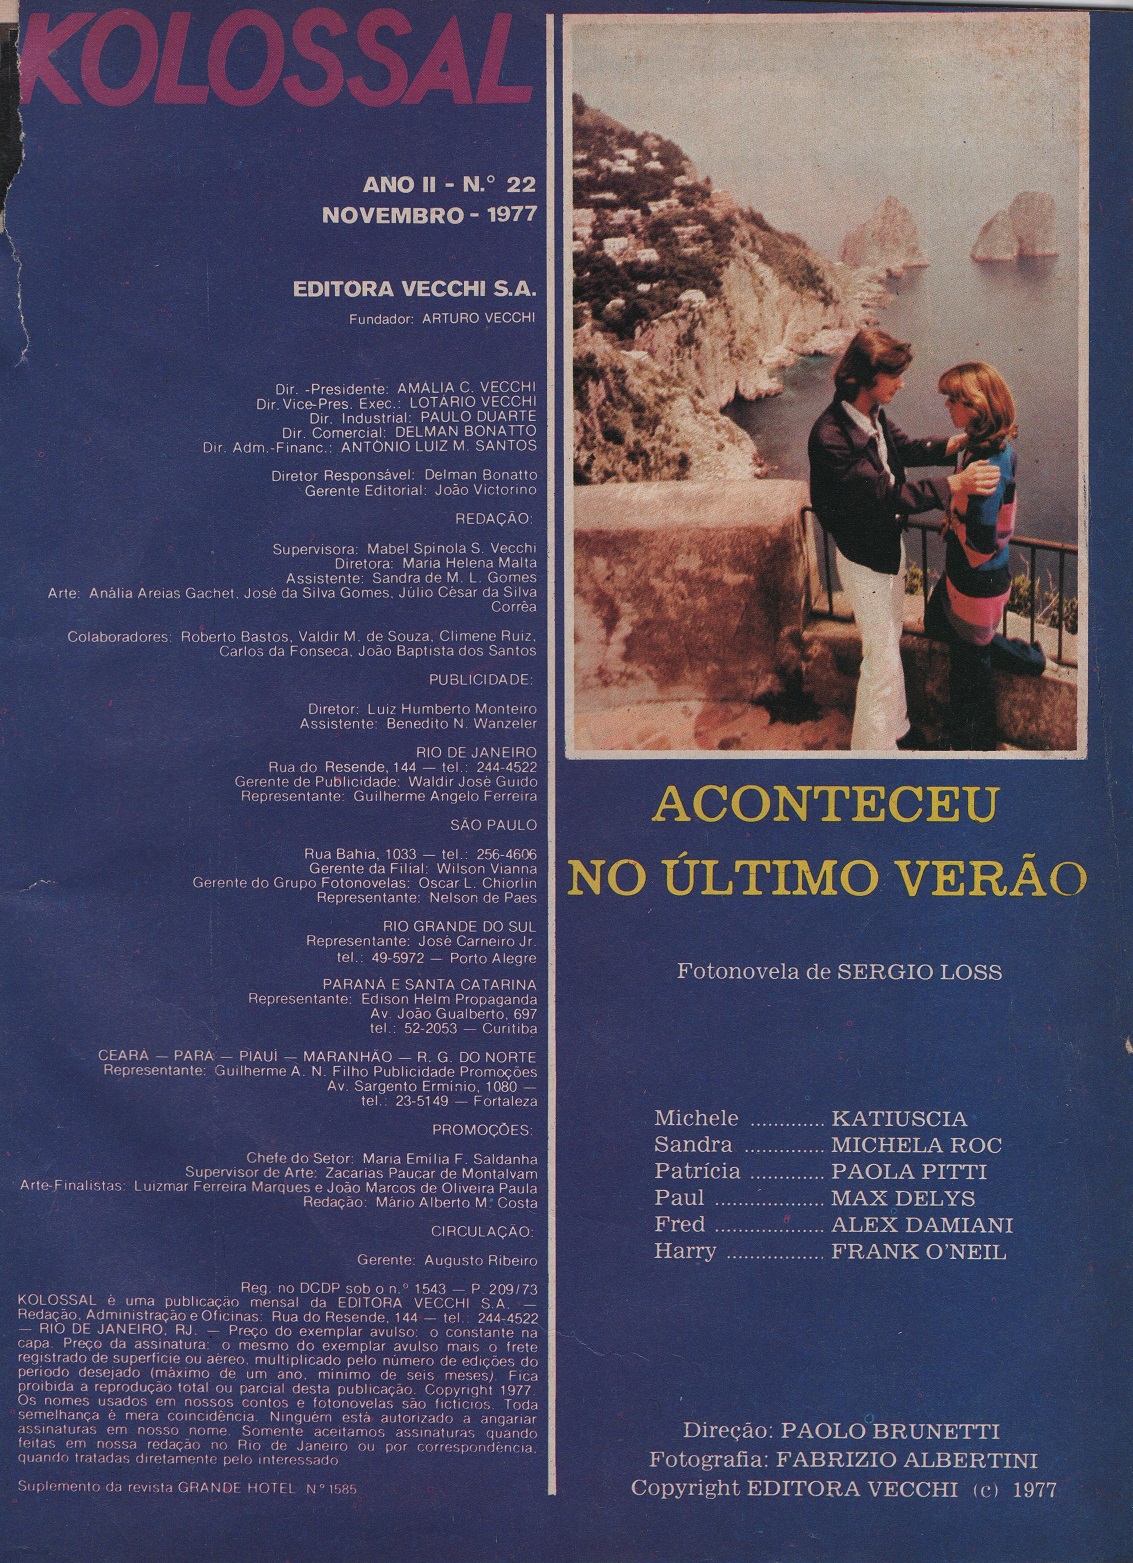 KOLOSSAL
ANO II - N.° 22
NOVEMBRO - 1977
EDITORA VECCHI S.A.
Fundador: ARTURO VECCHI
Dir. -Presidente: AMÁLIA C. VECCHI
Dir. Vice-Pres. Exec.: LOTÁRIO VECCHI
Dir. Industrial: PAULO DUARTE
Dir. Comercial: DELMAN BONATTO
Dir. Adm.-Financ.: ANTÔNIO LUIZ M. SANTOS
Diretor Responsável: Delman Bonatto
Gerente Editorial: João Victorino
REDAÇÃO:
Supervisora: Mabel Spinola S. Vecchi
Diretora: Maria Helena Malta
Assistente: Sandra de M. L. Gomes
Arte: Anália Areias Gachet, José da Silva Gomes, Júlio César da Silva
Corrêa
Colaboradores: Roberto Bastos, Valdir M. de Souza, Climene Ruiz,
Carlos da Fonseca, João Baptista dos Santos
PUBLICIDADE:
Diretor: Luiz Humberto Monteiro
Assistente: Benedito N. Wanzeler
RIO DE JANEIRO
Rua do Resende, 144 — tel.: 244-4522
Gerente de Publicidade: Waldir José Guido
Representante: Guilherme Angelo Ferreira
SÃO PAULO
Rua Bahia, 1033 — tel.: 256-4606
Gerente da Filial: Wilson Vianna
Gerente do Grupo Fotonovelas: Oscar L. Chiorlin
Representante: Nelson de Paes
RIO GRANDE DO SUL
Representante: José Carneiro Jr.
tel.: 49-5972 — Porto Alegre
PARANÁ E SANTA CATARINA
Representante: Edison Helm Propaganda
Av. João Gualberto, 697
tel.: 52-2053 — Curitiba
CEARÁ — PARÁ — PIAUÍ — MARANHÃO — R. G. DO NORTE
Representante: Guilherme A. N. Filho Publicidade Promoções
Av. Sargento Erminio, 1080 —
tel.: 23-5149 — Fortaleza
PROMOÇÕES:
Chefe do Setor: Maria Emilia F. Saldanha
Supervisor de Arte: Zacarias Paucar de Montalvam
Arte-Finalistas: Luizmar Ferreira Marques e João Marcos de Oliveira Paula
Redação: Mário Alberto M. Costa
CIRCULAÇÃO:
Gerente: Augusto Ribeiro
Reg. no DCDP sob o n.° 1543 — P. 209/73
KOLOSSAL é uma publicação mensal da EDITORA VECCHI S.A. —
Redação, Administração e Oficinas: Rua do Resende, 144 — tel.: 244-4522
— RIO DE JANEIRO, RJ. — Preço do exemplar avulso: o constante na
capa. Preço da assinatura: o mesmo do exemplar avulso mais o frete
registrado de superfície ou aéreo, multiplicado pelo número de edições do
período desejado (máximo de um ano, mínimo de seis meses). Fica
proibida a reprodução total ou parcial desta publicação. Copyright 1977.
Os nomes usados em nossos contos e fotonovelas são fictícios. Toda
semelhança é mera coincidência. Ninguém está autorizado a angariar
assinaturas em nosso nome. Somente aceitamos assinaturas quando
feitas em nossa redação no Rio de Janeiro ou por correspondência,
quando tratadas diretamente pelo interessado
Suplemento da revista GRANDE HOTEL N° 1585
ACONTECEU
NO ÚLTIMO VERÃO
Fotonovela de SERGIO LOSS
Michele ............. KATIUSCIA
Sandra .............. MICHELA ROC
Patrícia ............. PAOLA PITTI
Paul ................... MAX DELYS
Fred ................... ALEX DAMIANI
Harry ................. FRANK O'NEIL
Direção: PAOLO BRUNETTI
Fotografia: FABRIZIO ALBERTINI
Copyright EDITORA VECCHI (c) 1977